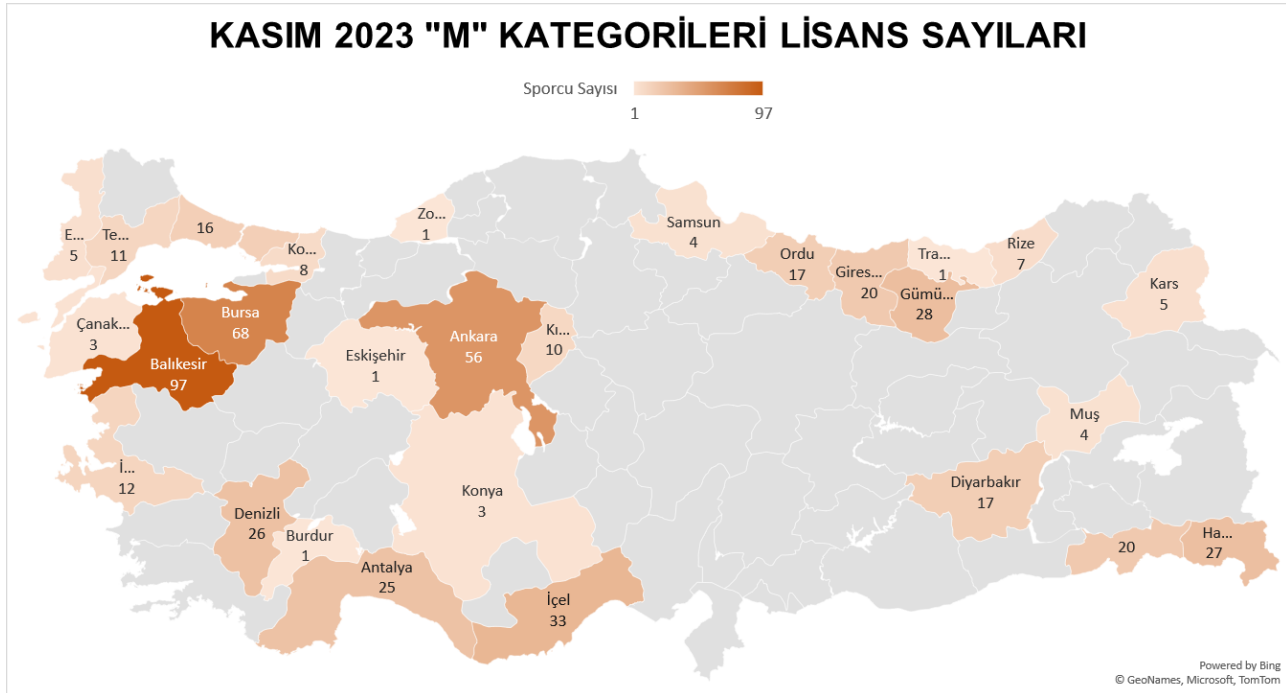 KASIM 2023 "M" KATEGORİLERİ LİSANS SAYILARI
Sporcu Sayısı
1
97
E...
5
Te...
11
16
Ko...
8
Zo...
1
Samsun
4
Ordu
17
Gires...
20
Tra...
1
Gümü...
28
Rize
7
Kars
5
Çanak...
3
Bursa
68
Balıkesir
97
Eskişehir
1
Ankara
56
Kı...
10
Muş
4
İ...
12
Denizli
26
Burdur
1
Antalya
25
Konya
3
İçel
33
Diyarbakır
17
20
Ha...
27
Powered by Bing
© GeoNames, Microsoft, TomTom